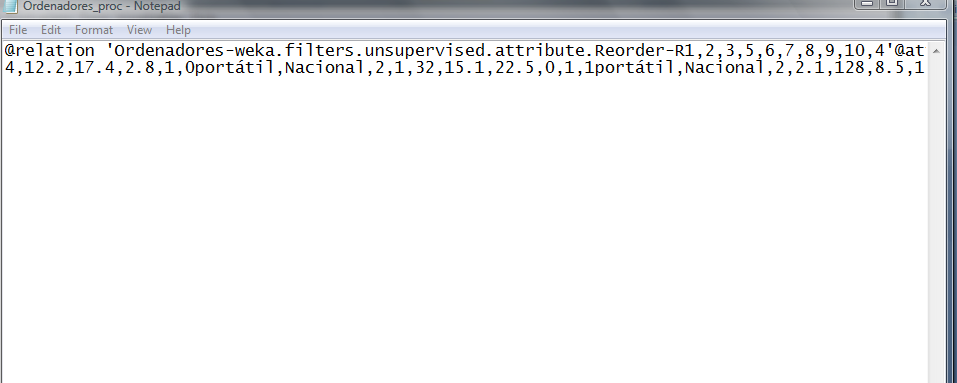 Ordenadores_proc - Notepad
File Edit Format View Help
@relation 'Ordenadores-weka.filters.unsupervised.attribute.Reorder-R1,2,3,5,6,7,8,9,10,4'@at
4,12.2,17.4,2.8,1,0portátil,Nacional,2,1,32,15.1,22.5,0,1,1portátil,Nacional,2,2.1,128,8.5,1